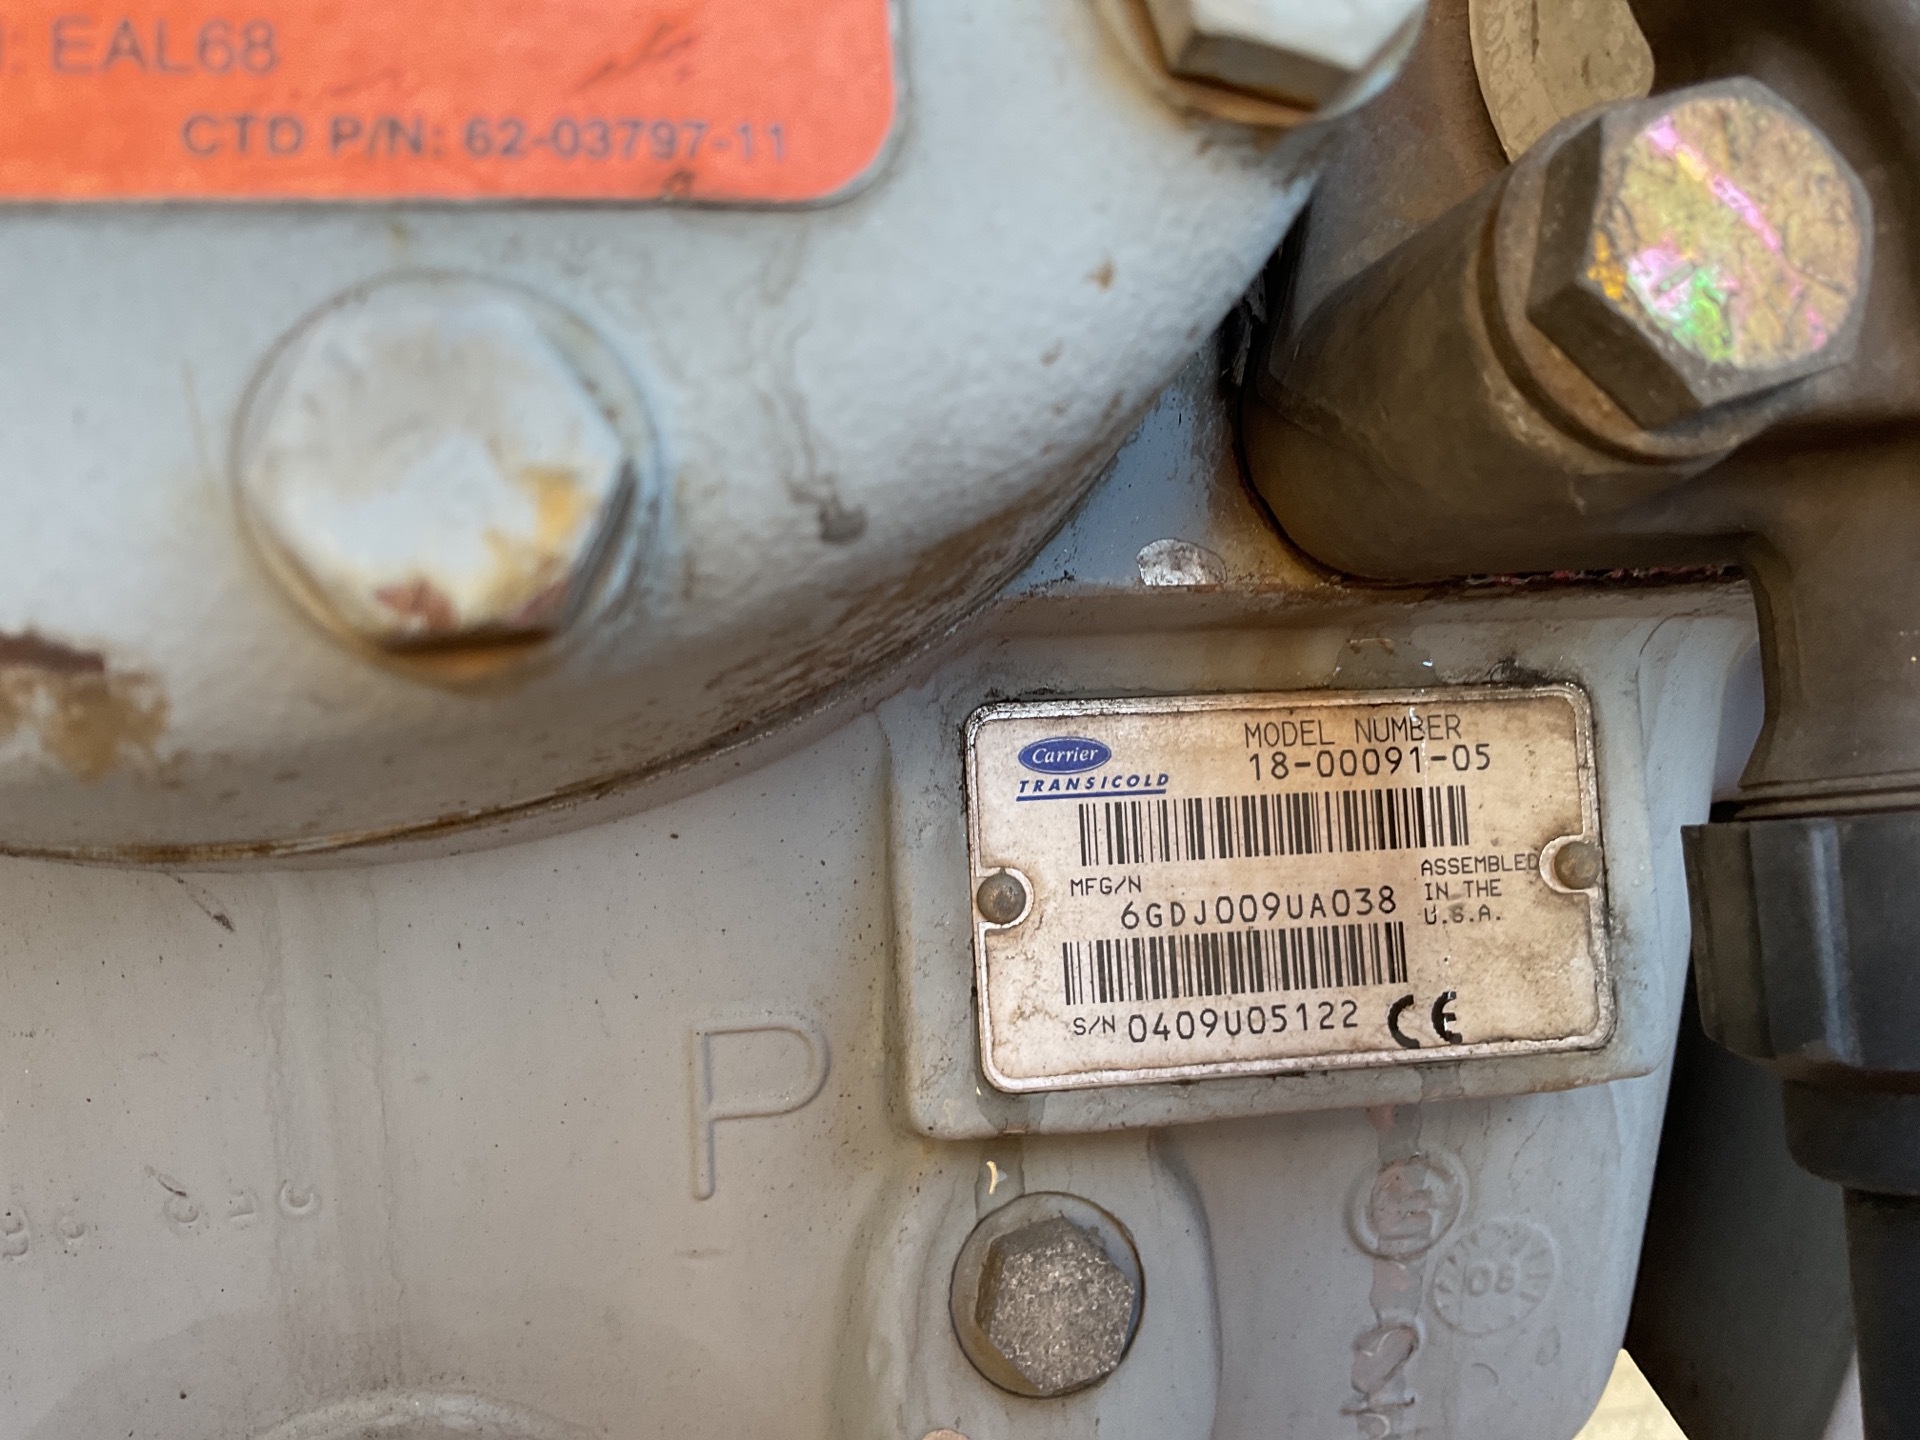 : EAL68
CTD P/N: 62-03797-11
Carrier
TRANSICOLD
MODEL NUMBER
18-00091-05
MFG/N
6GDJ009UA038
ASSEMBLED
IN THE
U.S.A.
S/N 0409U05122 CE
P
08